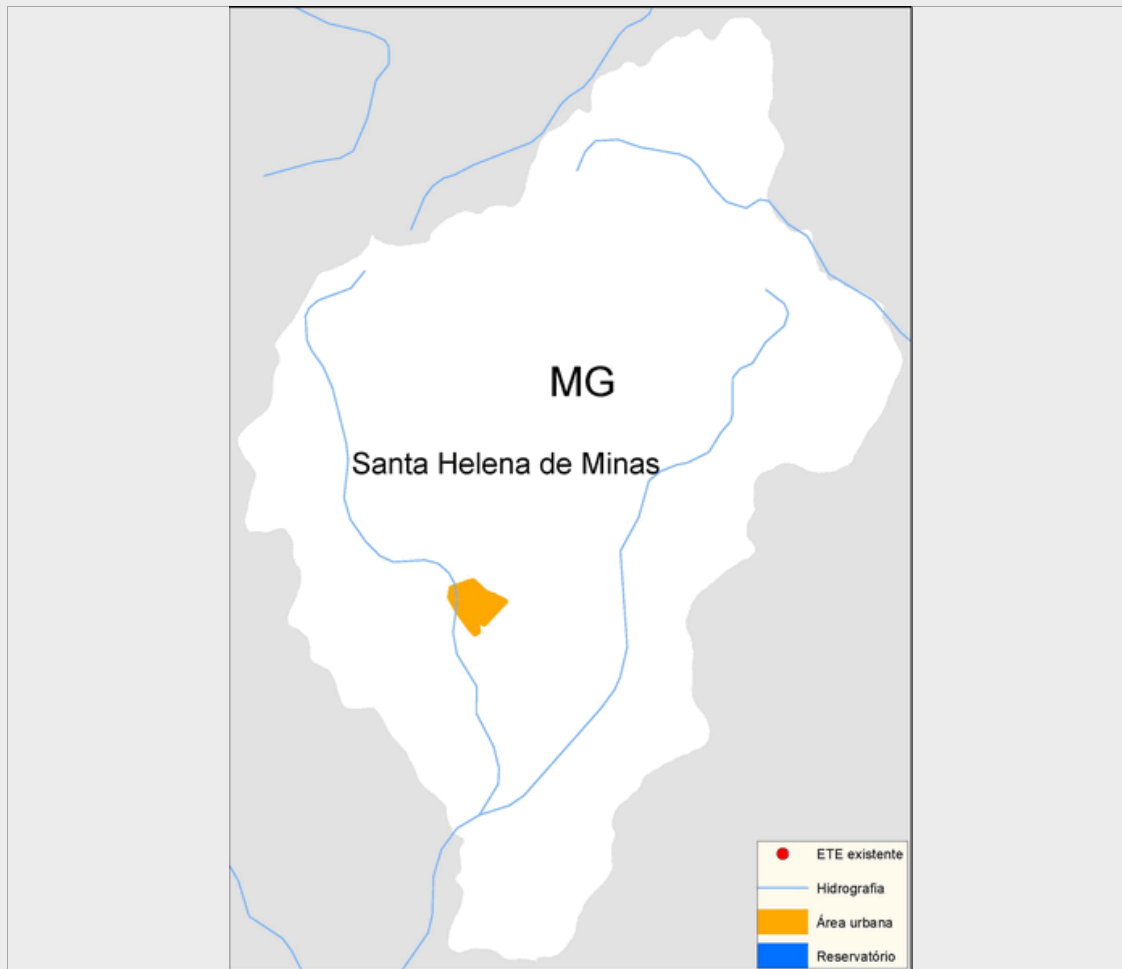 MG
Santa Helena de Minas
ETE existente
Hidrografia
Área urbana
Reservatório